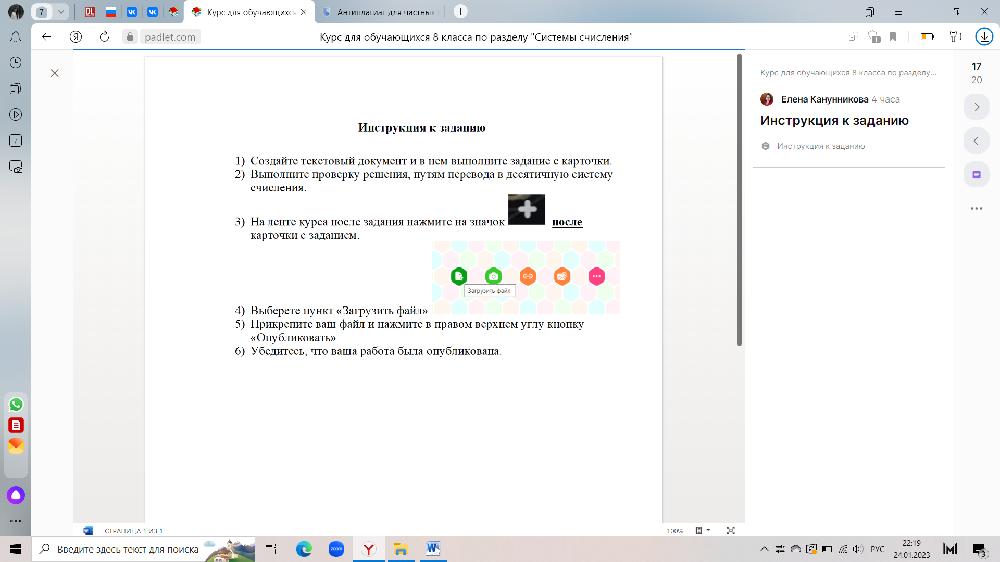 7
DL
Курс для обучающихся
Антиплагиат для частных
padlet.com
Курс для обучающихся 8 класса по разделу "Системы счисления"
1
7
Инструкция к заданию
1) Создайте текстовый документ и в нем выполните задание с карточки.
2) Выполните проверку решения, путям перевода в десятичную систему
счисления.
3) На ленте курса после задания нажмите на значок после
карточки с заданием.
Загрузить файл
4) Выберете пункт «Загрузить файл»
5) Прикрепите ваш файл и нажмите в правом верхнем углу кнопку
«Опубликовать»
6) Убедитесь, что ваша работа была опубликована.
СТРАНИЦА 1 ИЗ 1
100%
Курс для обучающихся 8 класса по разделу...
Елена Канунникова 4 часа
Инструкция к заданию
Инструкция к заданию
17
20
Введите здесь текст для поиска
zoom
РУС
22:19
24.01.2023
3